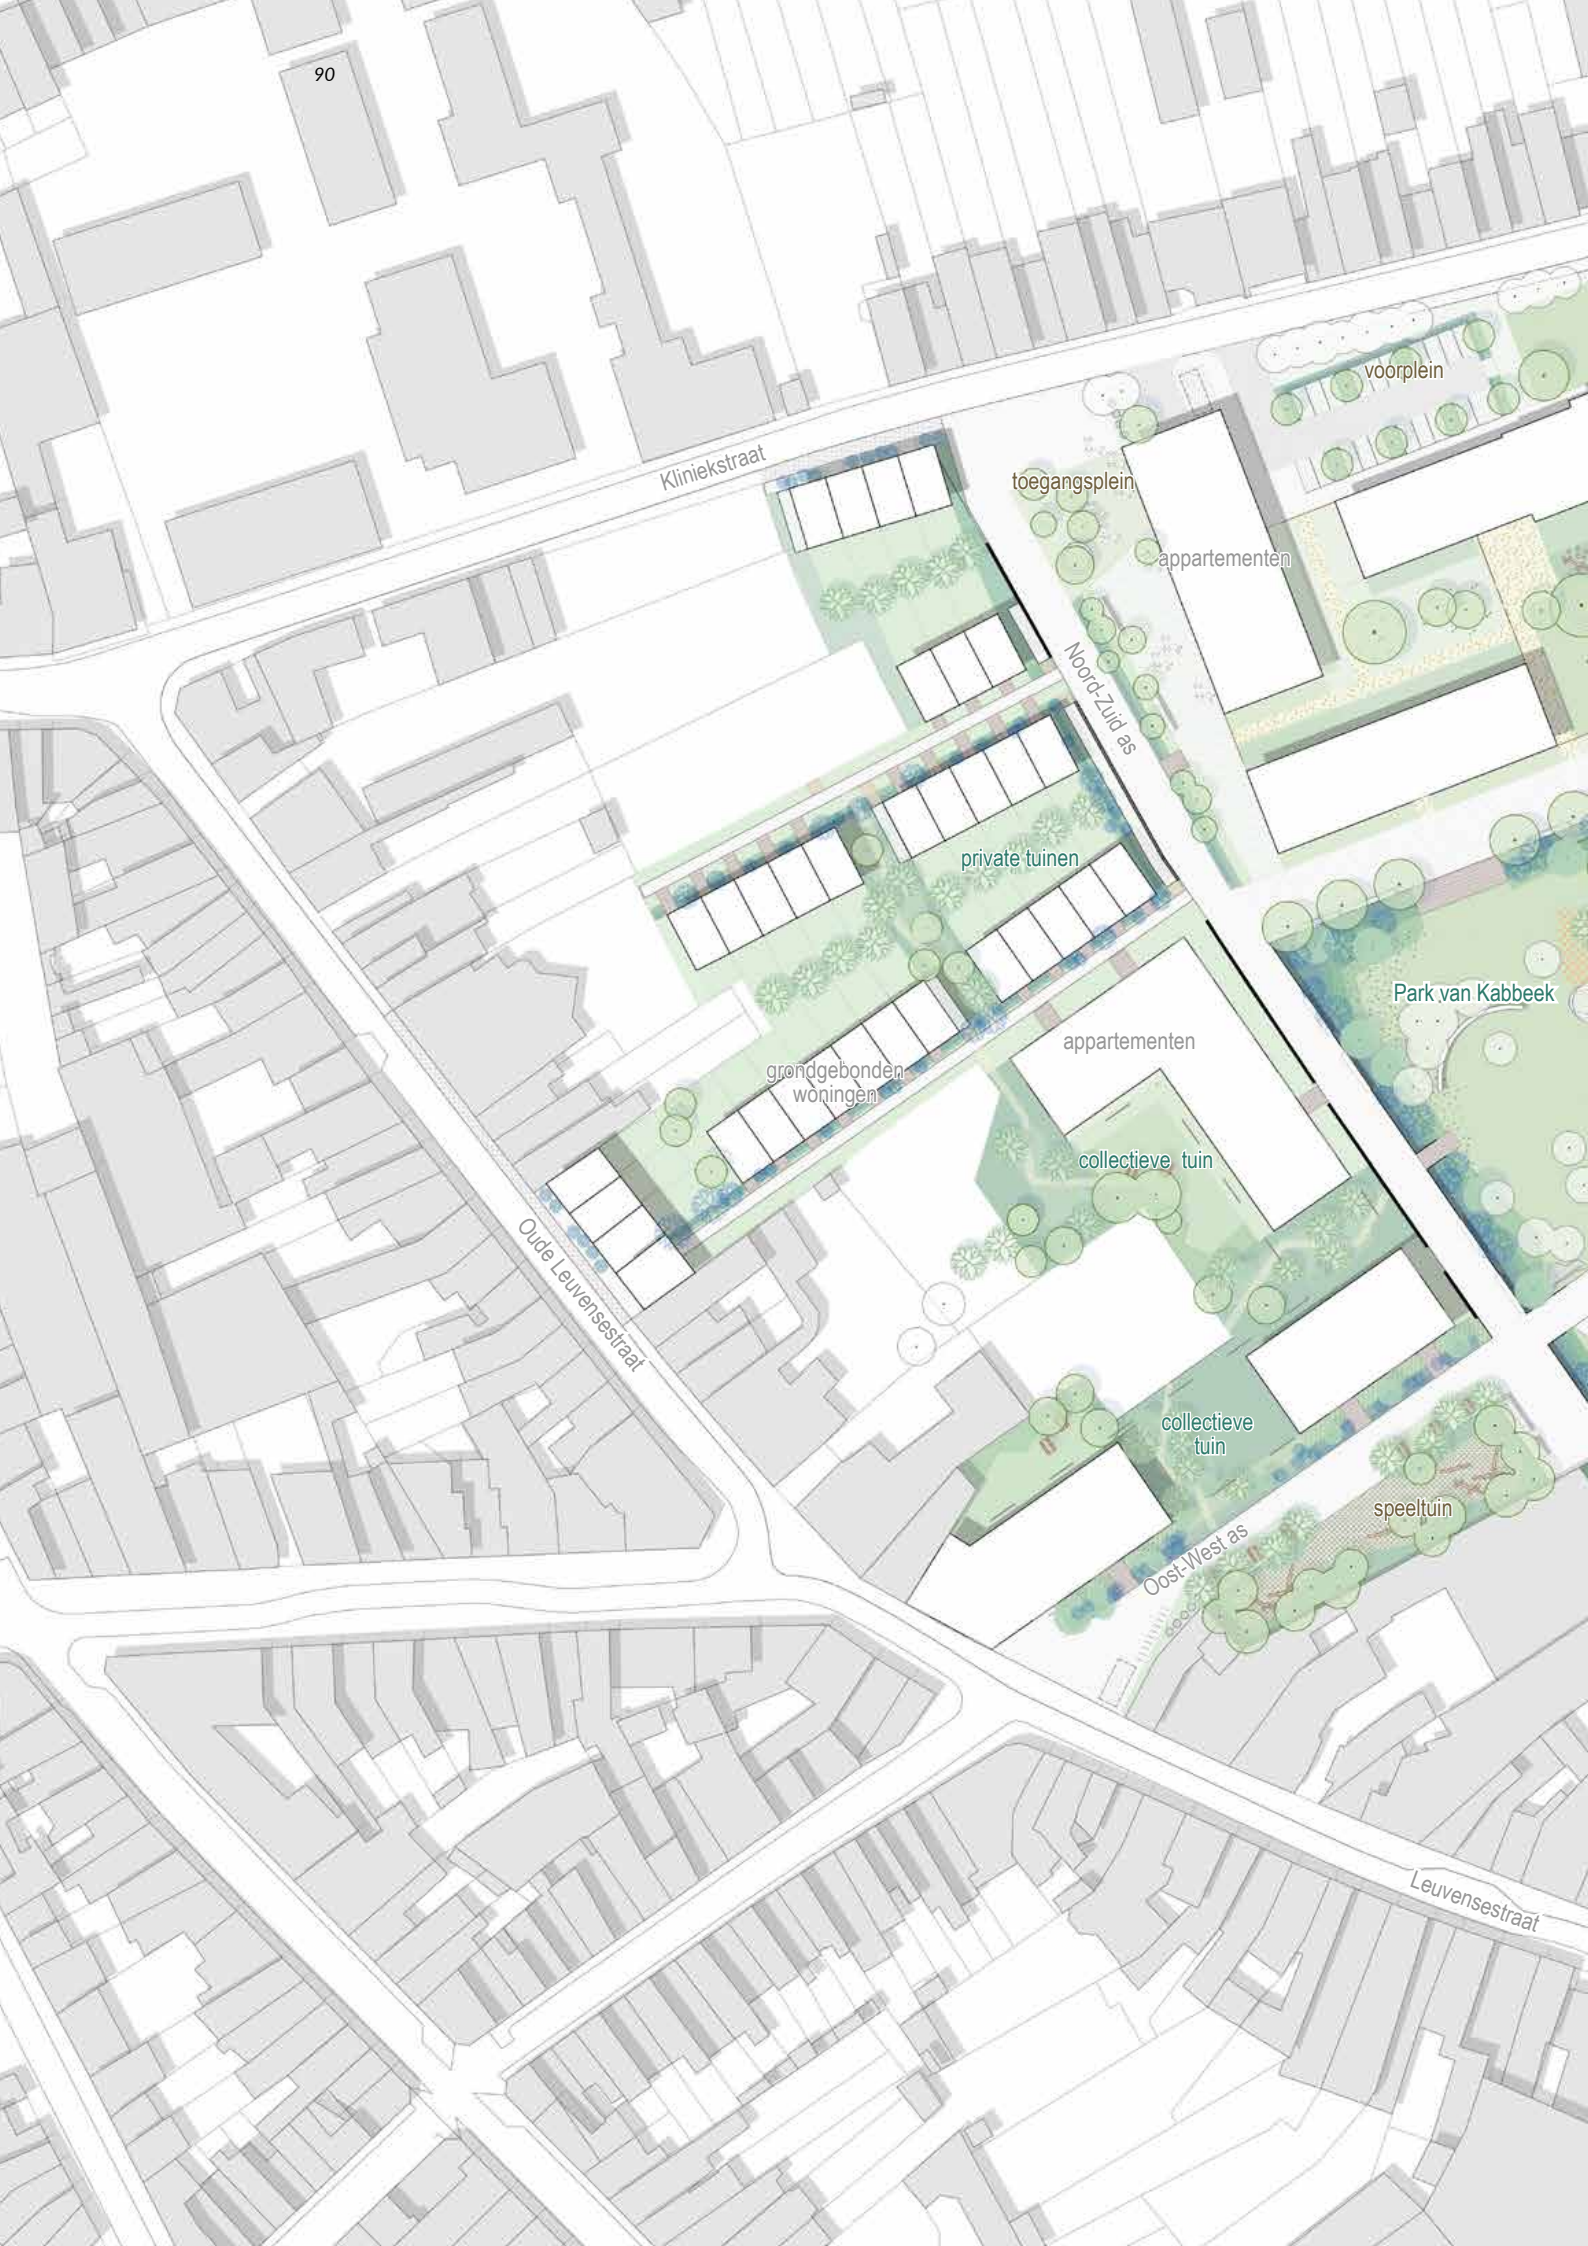 90
voorplein
Kliniekstraat
toegangsplein
appartementen
Noord-Zuid as
private tuinen
Park van Kabbeek
appartementen
grondgebonden
woningen
collectieve tuin
Oude Leuvensestraat
collectieve
tuin
speeltuin
Oost-West as
Leuvensestraat